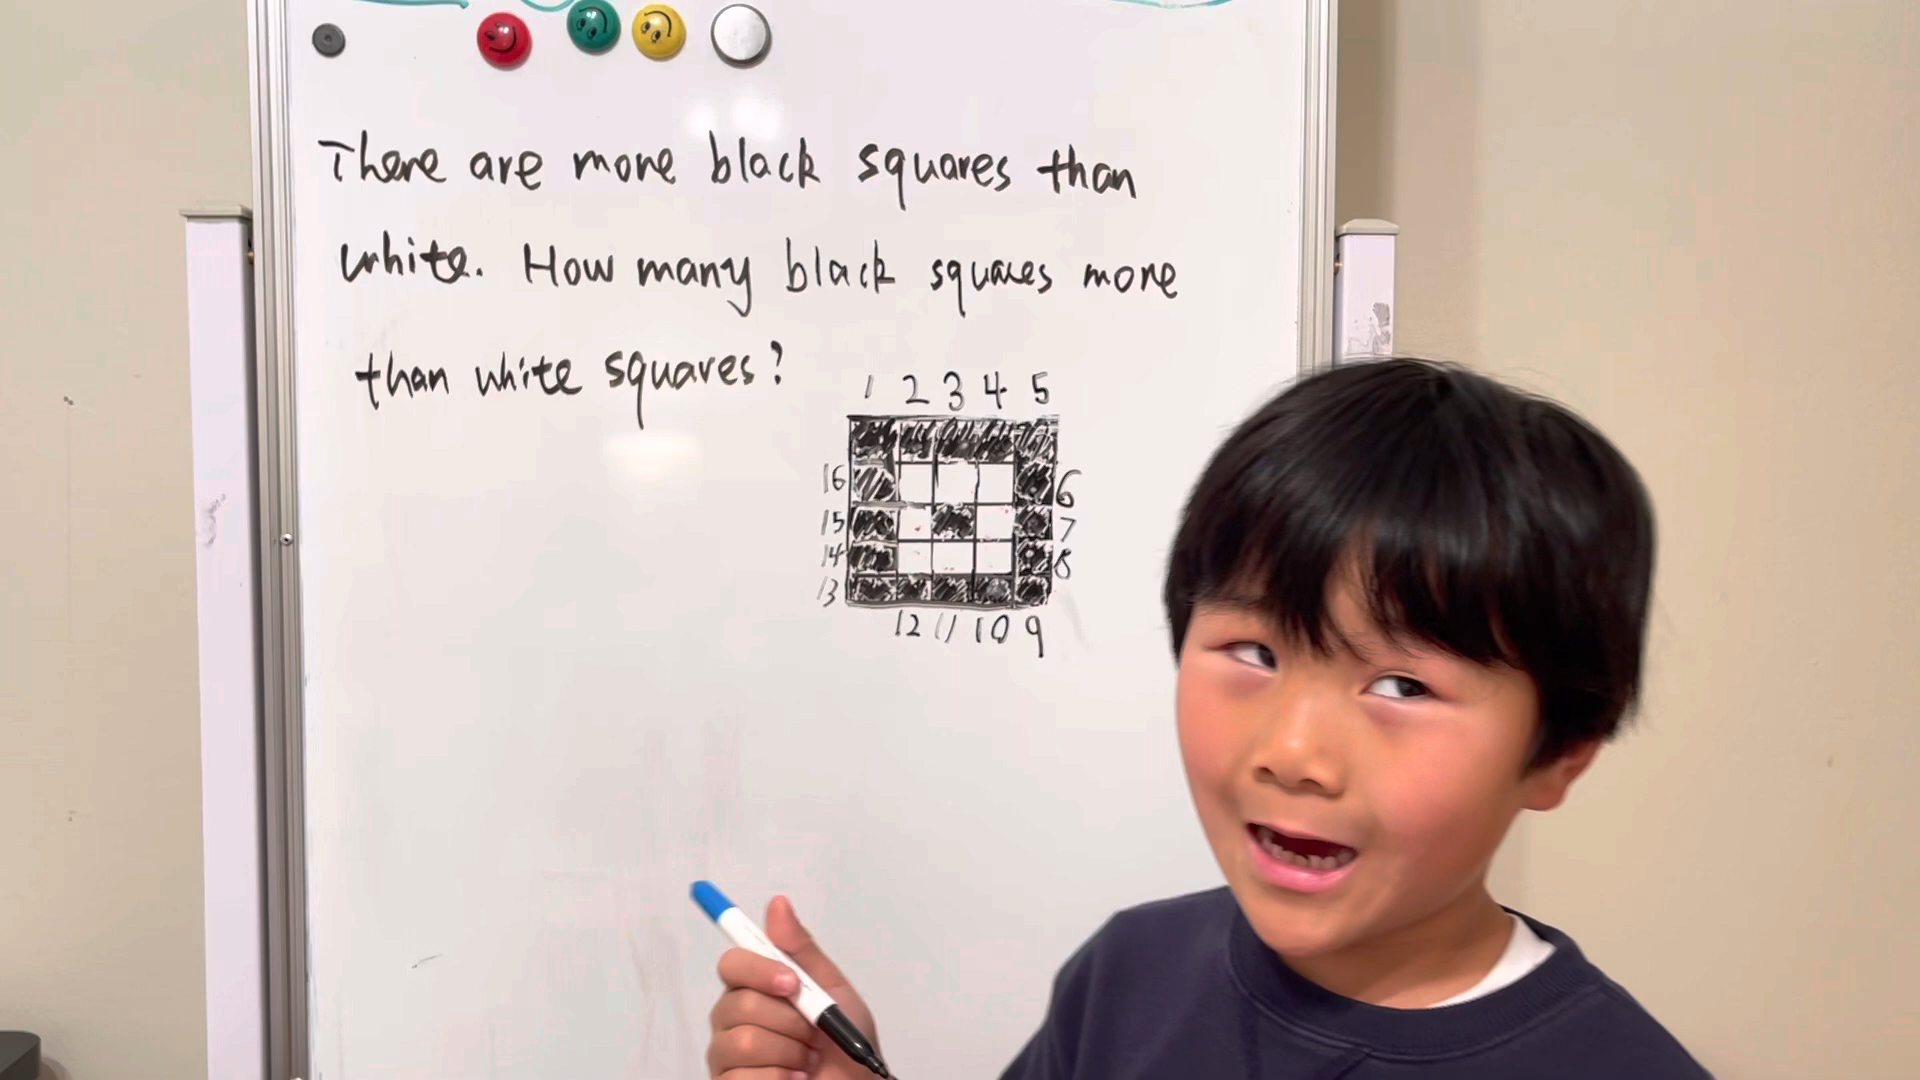 There are more black squares than
white. How many black squares more
than white squares?
1 2 3 4 5
16 6
15 7
14 8
13
12 11 10 9